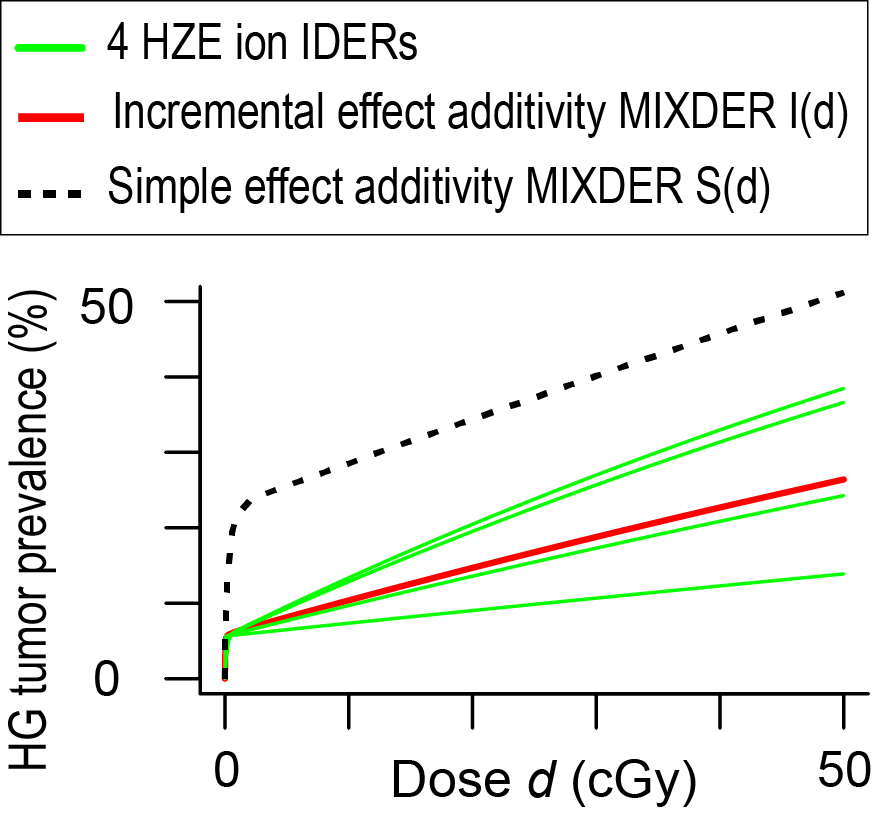 4 HZE ion IDERs
Incremental effect additivity MIXDER I(d)
Simple effect additivity MIXDER S(d)
HG tumor prevalence (%)
50
0
0
50
Dose d (cGy)